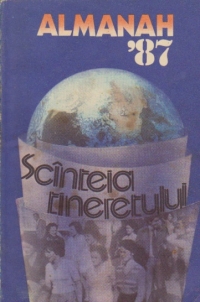 ALMANAH
'87
Scînteia
tineretului